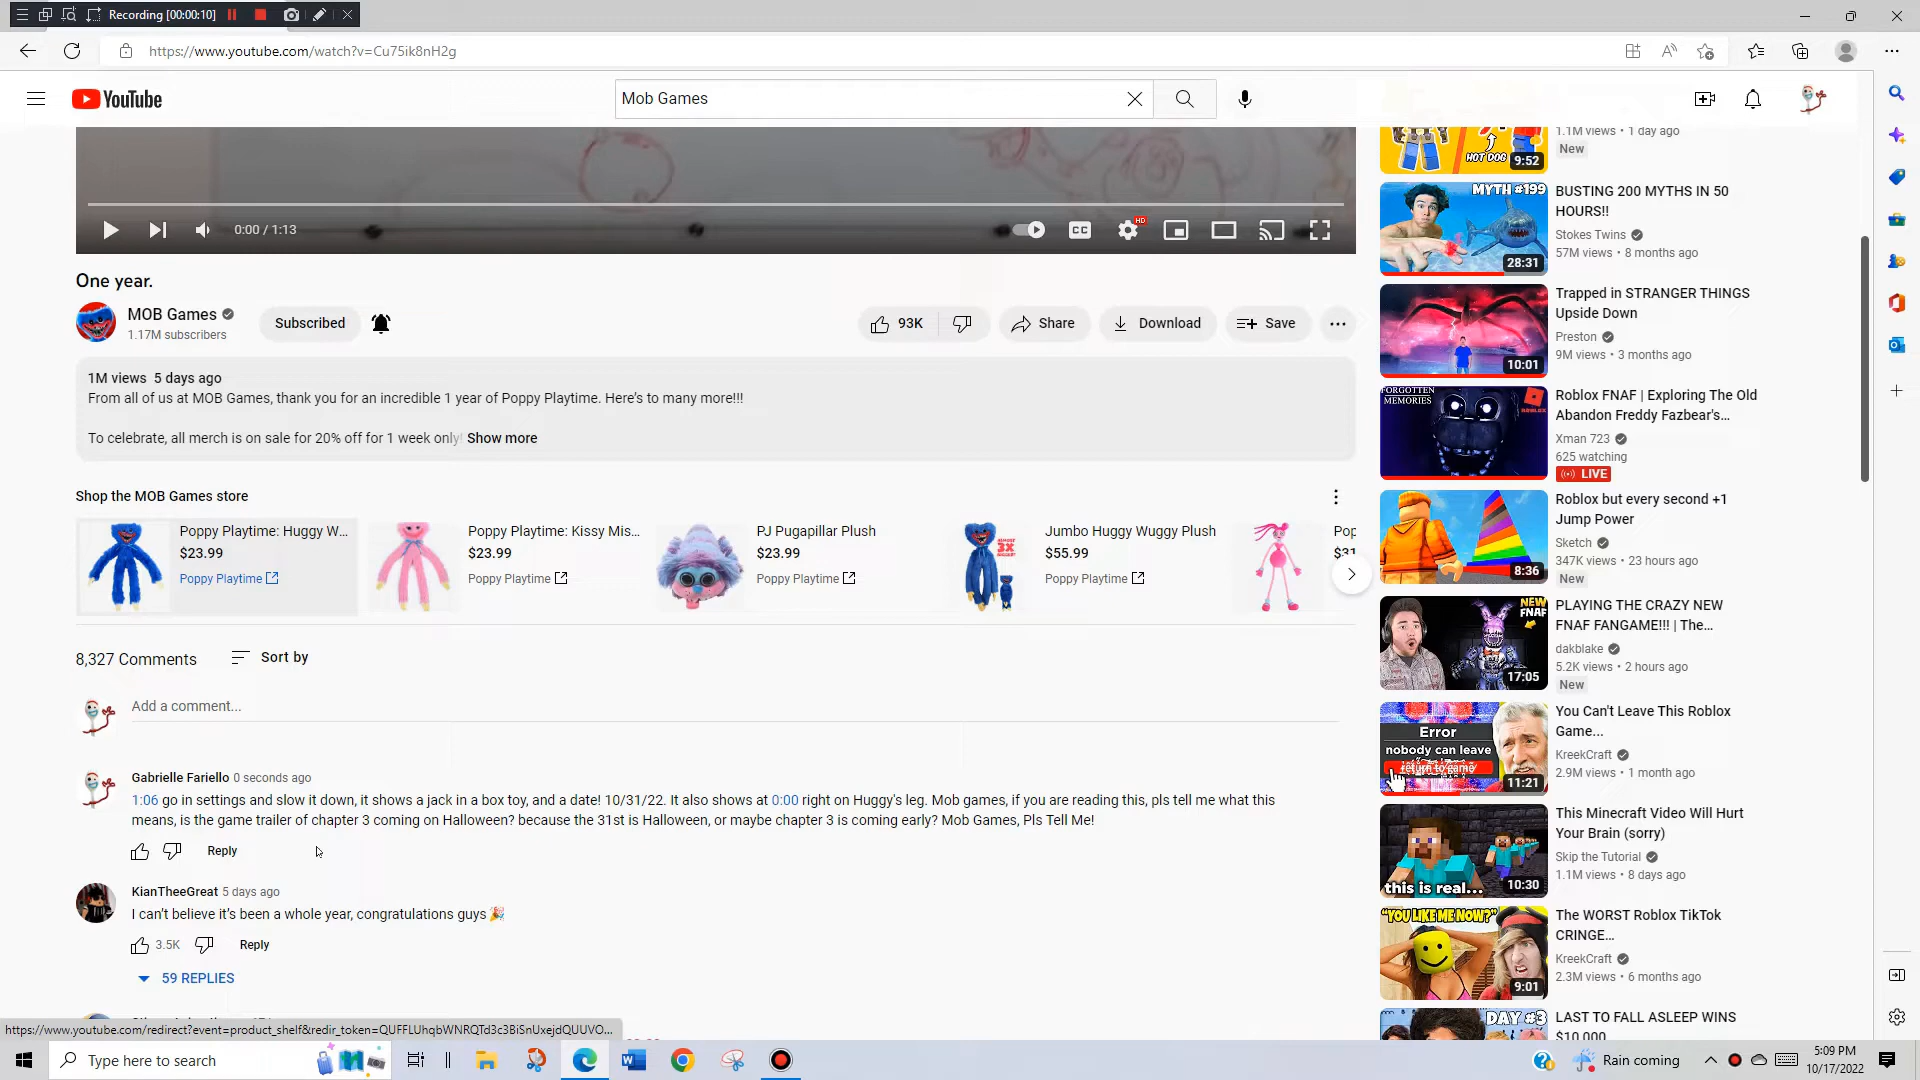 Recording [00:00:10]
https://www.youtube.com/watch?v=Cu75ik8nH2g
YouTube
Mob Games
0:00 / 1:13
CC
HD
One year.
MOB Games
1.17M subscribers
Subscribed
93K
Share
Download
Save
1M views 5 days ago
From all of us at MOB Games, thank you for an incredible 1 year of Poppy Playtime. Here's to many more!!!
To celebrate, all merch is on sale for 20% off for 1 week only! Show more
Shop the MOB Games store
Poppy Playtime: Huggy W...
$23.99
Poppy Playtime
Poppy Playtime: Kissy Mis...
$23.99
Poppy Playtime
PJ Pugapillar Plush
$23.99
Poppy Playtime
Jumbo Huggy Wuggy Plush
$55.99
Poppy Playtime
Pop
$31
8,327 Comments
Sort by
Add a comment...
Gabrielle Fariello 0 seconds ago
1:06 go in settings and slow it down, it shows a jack in a box toy, and a date! 10/31/22. It also shows at 0:00 right on Huggy's leg. Mob games, if you are reading this, pls tell me what this
means, is the game trailer of chapter 3 coming on Halloween? because the 31st is Halloween, or maybe chapter 3 is coming early? Mob Games, Pls Tell Me!
Reply
KianTheeGreat 5 days ago
I can't believe it's been a whole year, congratulations guys 🎉
3.5K
Reply
59 REPLIES
https://www.youtube.com/redirect?event=product_shelf&redir_token=QUFFLUhqbWNRQTd3c3BiSnUxejdQUUVO...
HOT DOG
9:52
1.1M views • 1 day ago
New
MYTH #199
28:31
BUSTING 200 MYTHS IN 50
HOURS!!
Stokes Twins
57M views • 8 months ago
10:01
Trapped in STRANGER THINGS
Upside Down
Preston
9M views • 3 months ago
FORGOTTEN
MEMORIES
Roblox FNAF | Exploring The Old
Abandon Freddy Fazbear's...
Xman 723
625 watching
LIVE
8:36
Roblox but every second +1
Jump Power
Sketch
347K views • 23 hours ago
New
NEW
FNAF
17:05
PLAYING THE CRAZY NEW
FNAF FANGAME!!! | The...
dakblake
5.2K views • 2 hours ago
New
Error
nobody can leave
return to game
11:21
You Can't Leave This Roblox
Game...
KreekCraft
2.9M views • 1 month ago
this is real...
10:30
This Minecraft Video Will Hurt
Your Brain (sorry)
Skip the Tutorial
1.1M views • 8 days ago
"YOU LIKE ME NOW?"
9:01
The WORST Roblox TikTok
CRINGE...
KreekCraft
2.3M views • 6 months ago
DAY #3
LAST TO FALL ASLEEP WINS
$10,000
Type here to search
Rain coming
5:09 PM
10/17/2022